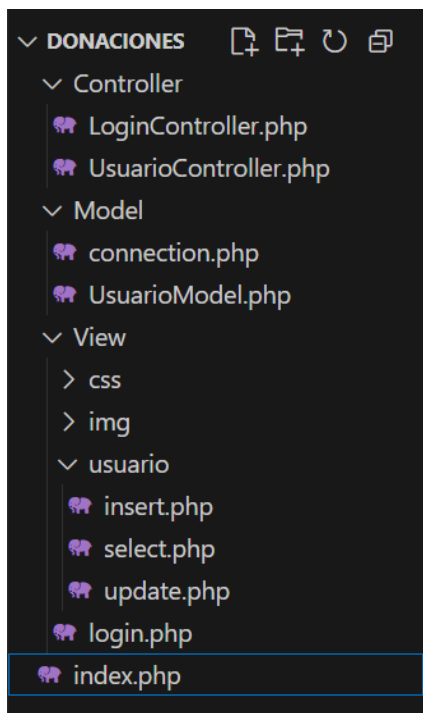 DONACIONES
Controller
LoginController.php
UsuarioController.php
Model
connection.php
UsuarioModel.php
View
css
img
usuario
insert.php
select.php
update.php
login.php
index.php